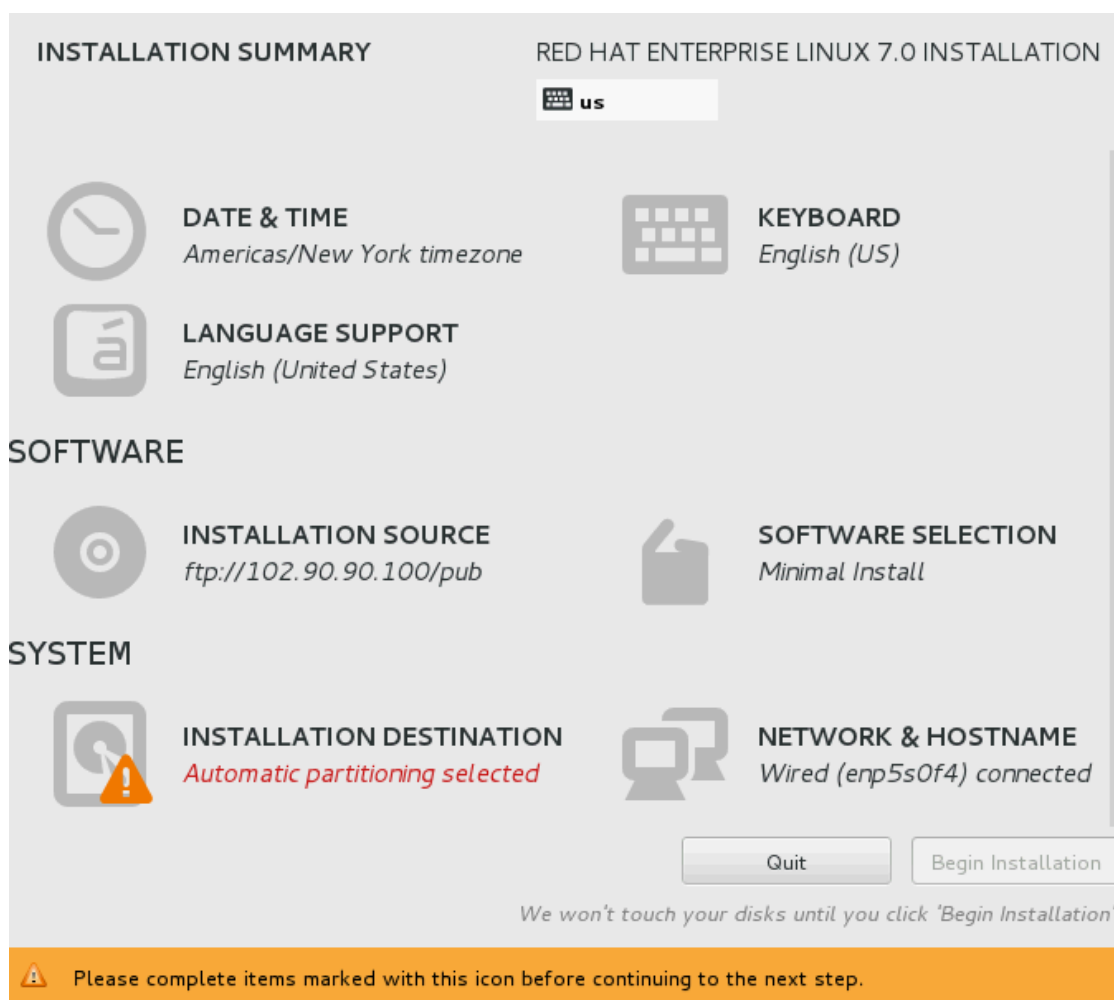 INSTALLATION SUMMARY
RED HAT ENTERPRISE LINUX 7.0 INSTALLATION
us
DATE & TIME
Americas/New York timezone
KEYBOARD
English (US)
LANGUAGE SUPPORT
English (United States)
SOFTWARE
INSTALLATION SOURCE
ftp://102.90.90.100/pub
SOFTWARE SELECTION
Minimal Install
SYSTEM
INSTALLATION DESTINATION
Automatic partitioning selected
NETWORK & HOSTNAME
Wired (enp5s0f4) connected
Quit
Begin Installation
We won't touch your disks until you click 'Begin Installation'
Please complete items marked with this icon before continuing to the next step.